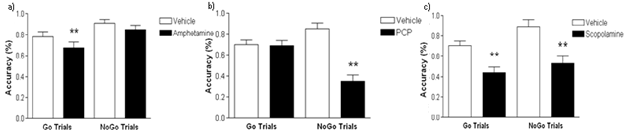 a)
Vehicle
Amphetamine
Accuracy (%)
1.0
0.8
0.6
0.4
0.2
0.0
**
Go Trials
NoGo Trials
b)
Vehicle
PCP
Accuracy (%)
1.0
0.8
0.6
0.4
0.2
0.0
**
Go Trials
NoGo Trials
c)
Vehicle
Scopolamine
Accuracy (%)
1.0
0.8
0.6
0.4
0.2
0.0
**
**
Go Trials
NoGo Trials